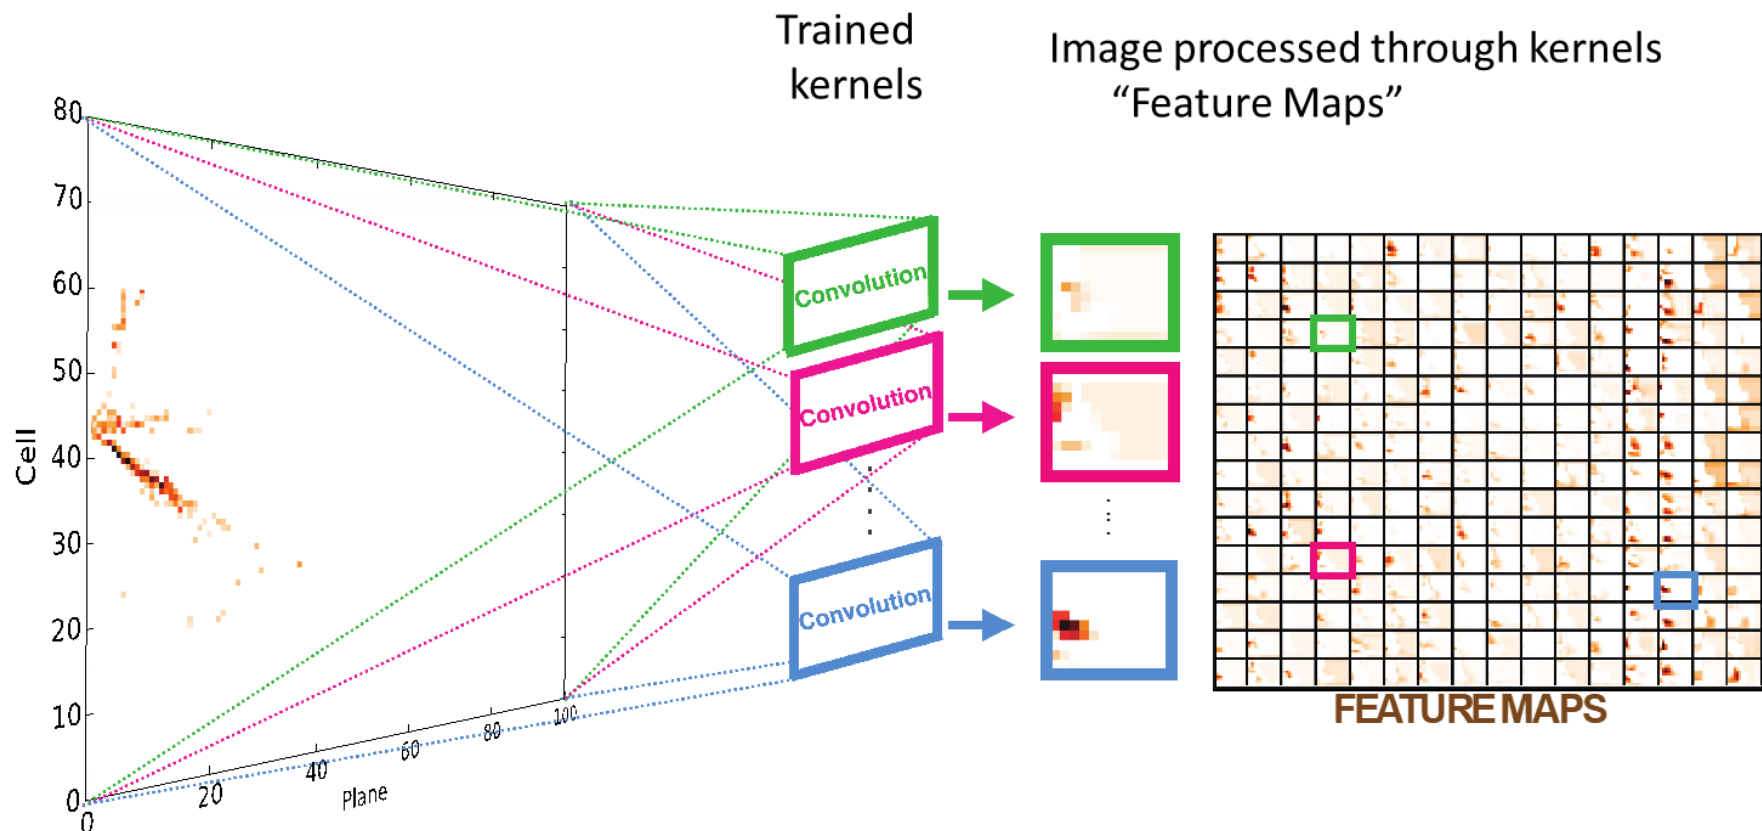 Trained
kernels
Image processed through kernels
“Feature Maps”
80
70
60
50
40
30
20
10
0
Cell
0
20
40
60
80
100
Plane
Convolution
Convolution
Convolution
FEATURE MAPS